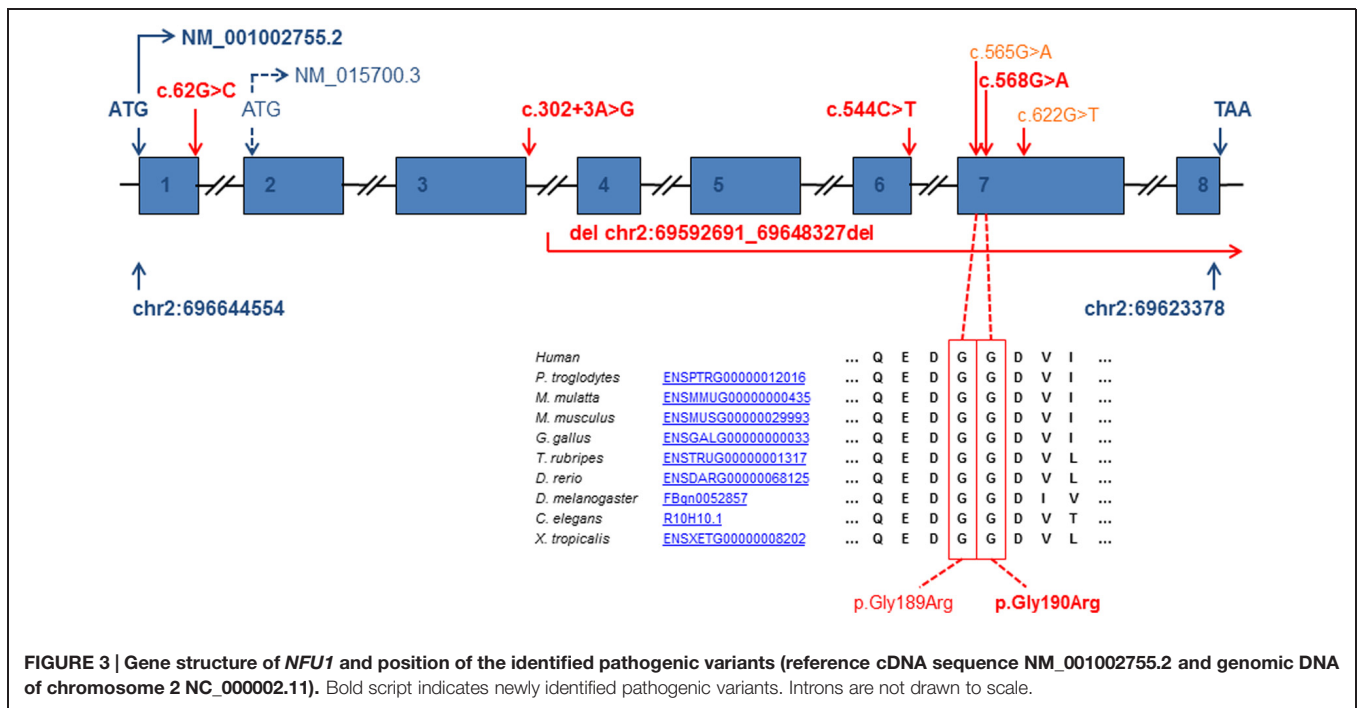 NM_001002755.2
NM_015700.3
c.62G>C
ATG
ATG
c.302+3A>G
c.544C>T
c.565G>A
c.568G>A
c.622G>T
TAA
1
2
3
4
5
6
7
8
del chr2:69592691_69648327del
chr2:696644554
chr2:69623378
Human ... Q E D G G D V I ...
P. troglodytes ENSPTRG00000012016 ... Q E D G G D V I ...
M. mulatta ENSMMUG00000000435 ... Q E D G G D V I ...
M. musculus ENSMUSG00000029993 ... Q E D G G D V I ...
G. gallus ENSGALG00000000033 ... Q E D G G D V I ...
T. rubripes ENSTRUG00000001317 ... Q E D G G D V L ...
D. rerio ENSDARG00000068125 ... Q E D G G D V L ...
D. melanogaster FBgn0052857 ... Q E D G G D I V ...
C. elegans R10H10.1 ... Q E D G G D V T ...
X. tropicalis ENSXETG00000008202 ... Q E D G G D V L ...
p.Gly189Arg
p.Gly190Arg
FIGURE 3 | Gene structure of NFU1 and position of the identified pathogenic variants (reference cDNA sequence NM_001002755.2 and genomic DNA
of chromosome 2 NC_000002.11). Bold script indicates newly identified pathogenic variants. Introns are not drawn to scale.